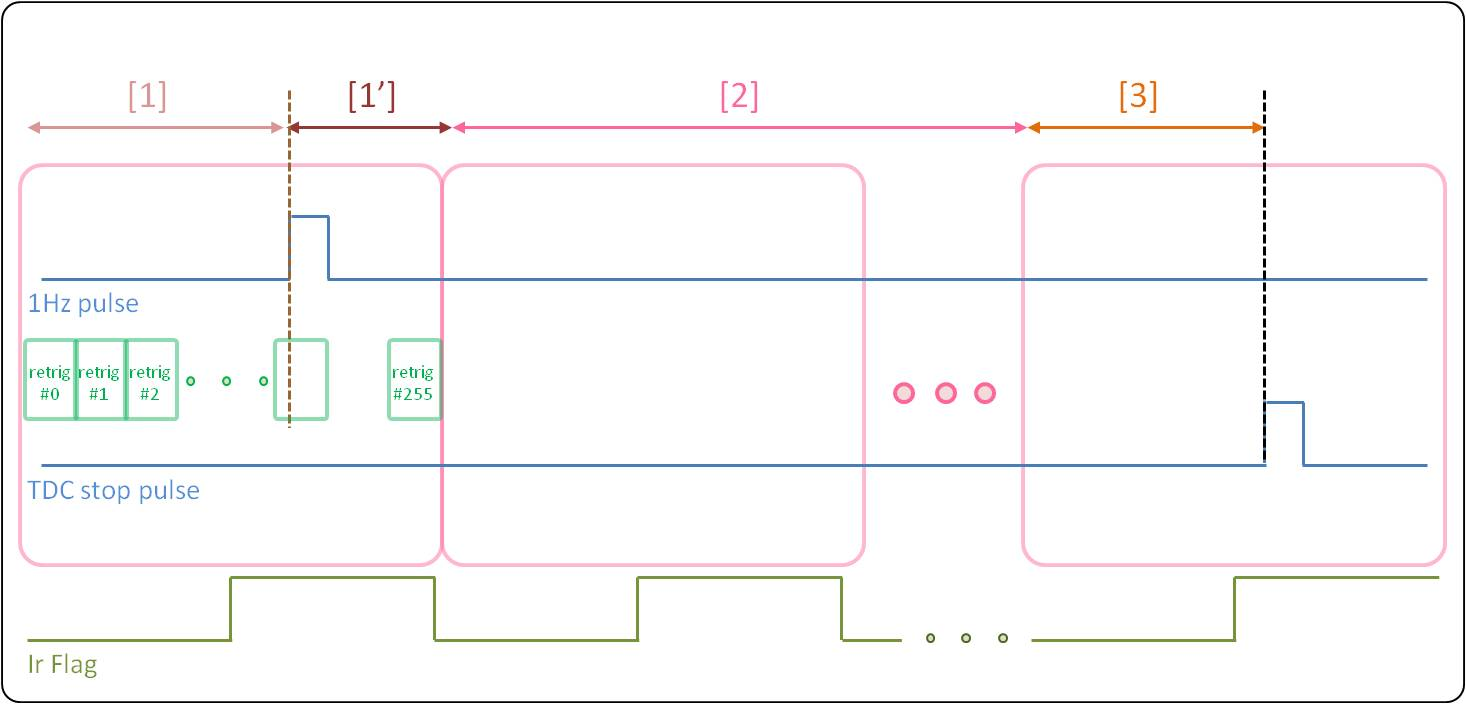 [1]
[1’]
[2]
[3]
1Hz pulse
retrig
#0
retrig
#1
retrig
#2
retrig
#255
TDC stop pulse
Ir Flag